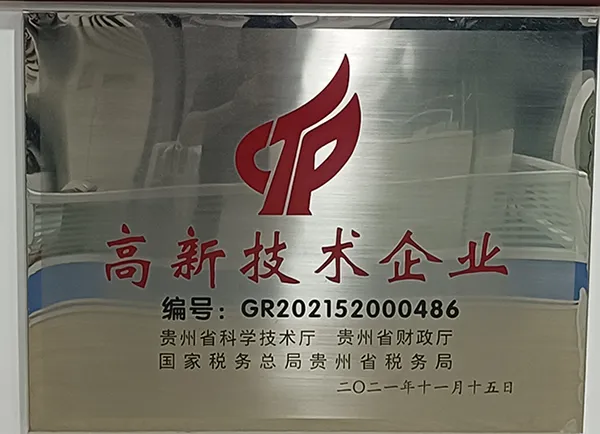 高新技术企业
编号：GR202152000486
贵州省科学技术厅 贵州省财政厅
国家税务总局贵州省税务局
二〇二一年十一月十五日